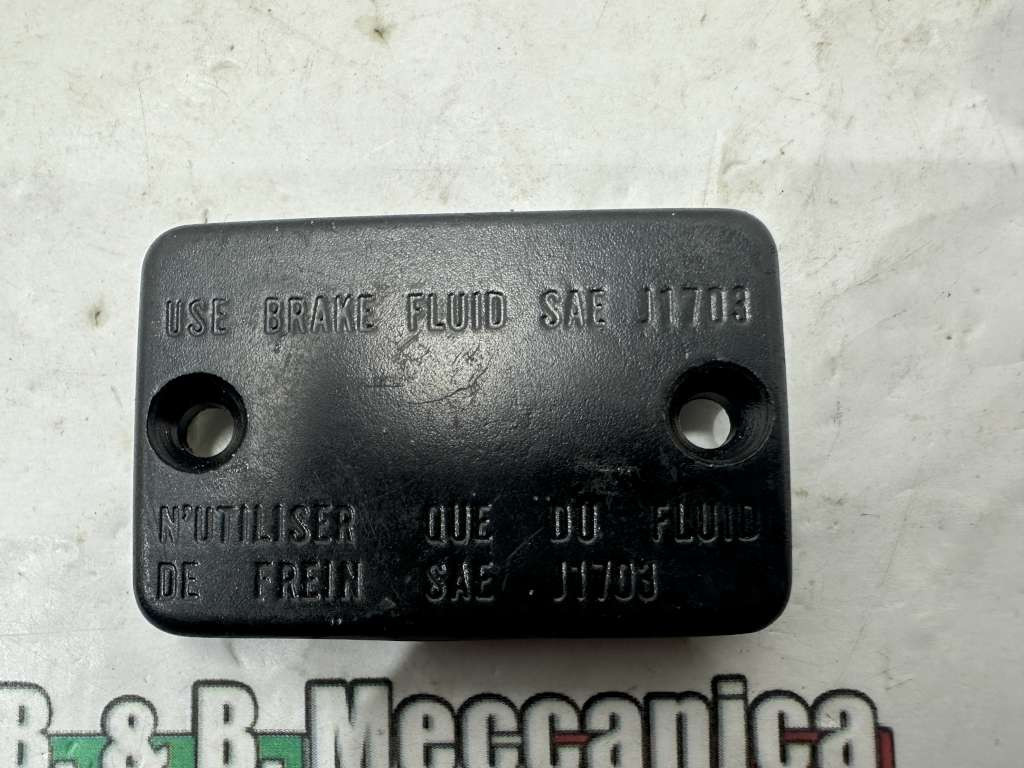 USE BRAKE FLUID SAE J1703
N'UTILISER QUE DU FLUID
DE FREIN SAE J1703
B. & B. Meccanica